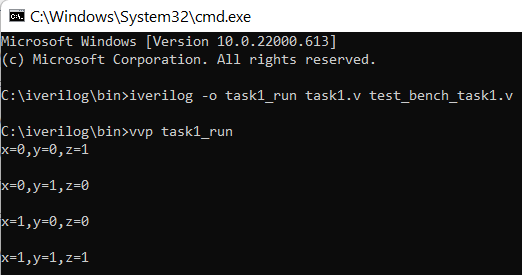 C:\Windows\System32\cmd.exe
Microsoft Windows [Version 10.0.22000.613]
(c) Microsoft Corporation. All rights reserved.
C:\iverilog\bin>iverilog -o task1_run task1.v test_bench_task1.v
C:\iverilog\bin>vvp task1_run
x=0,y=0,z=1
x=0,y=1,z=0
x=1,y=0,z=0
x=1,y=1,z=1